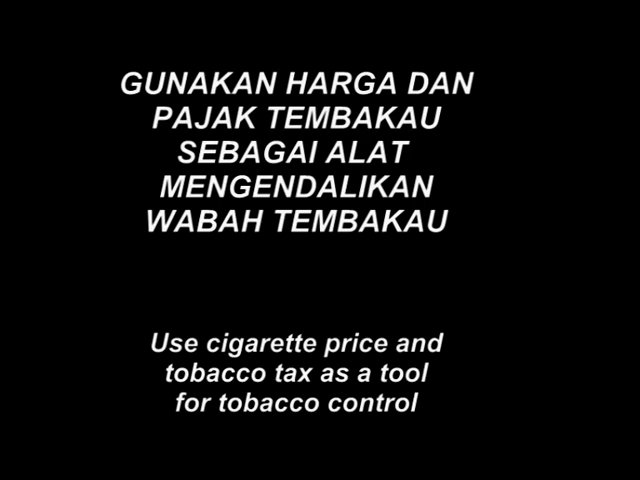 GUNAKAN HARGA DAN
PAJAK TEMBAKAU
SEBAGAI ALAT
MENGENDALIKAN
WABAH TEMBAKAU
Use cigarette price and
tobacco tax as a tool
for tobacco control